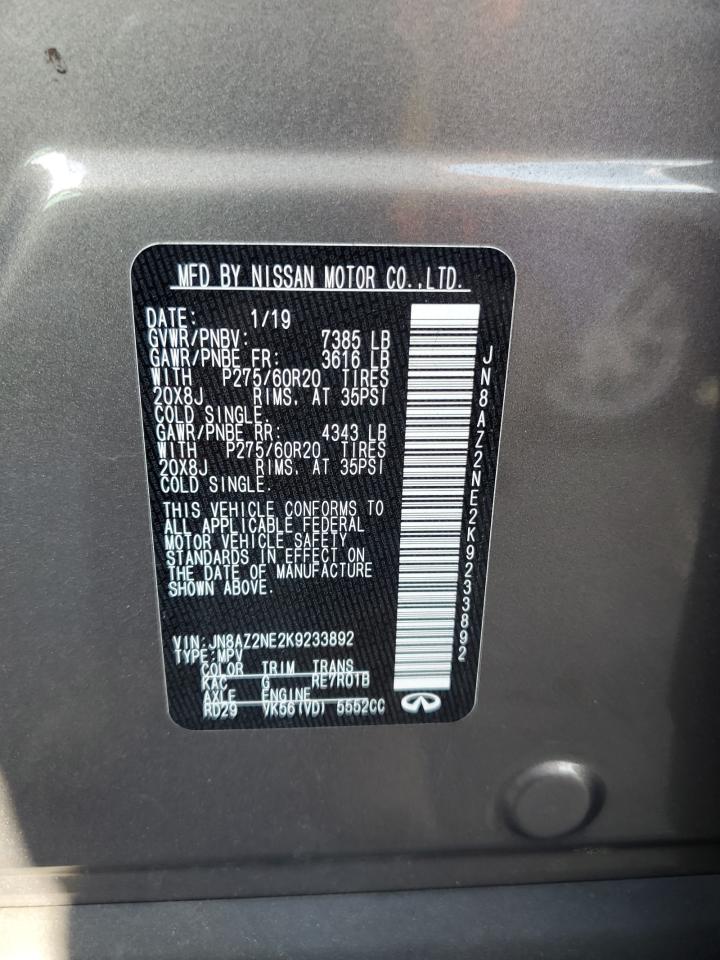 MFD BY NISSAN MOTOR CO.,LTD.
DATE: 1/19
GVWR/PNBV: 7385 LB
GAWR/PNBE FR: 3616 LB
WITH P275/60R20 TIRES
20X8J RIMS, AT 35PSI
COLD SINGLE.
GAWR/PNBE RR: 4343 LB
WITH P275/60R20 TIRES
20X8J RIMS, AT 35PSI
COLD SINGLE.
THIS VEHICLE CONFORMS TO
ALL APPLICABLE FEDERAL
MOTOR VEHICLE SAFETY
STANDARDS IN EFFECT ON
THE DATE OF MANUFACTURE
SHOWN ABOVE.
VIN:JN8AZ2NE2K9233892
TYPE:MPV
COLOR TRIM TRANS
KAC G RE7R01B
AXLE ENGINE
RD29 VK56(VD) 5552CC
JN8AZ2NE2K9233892